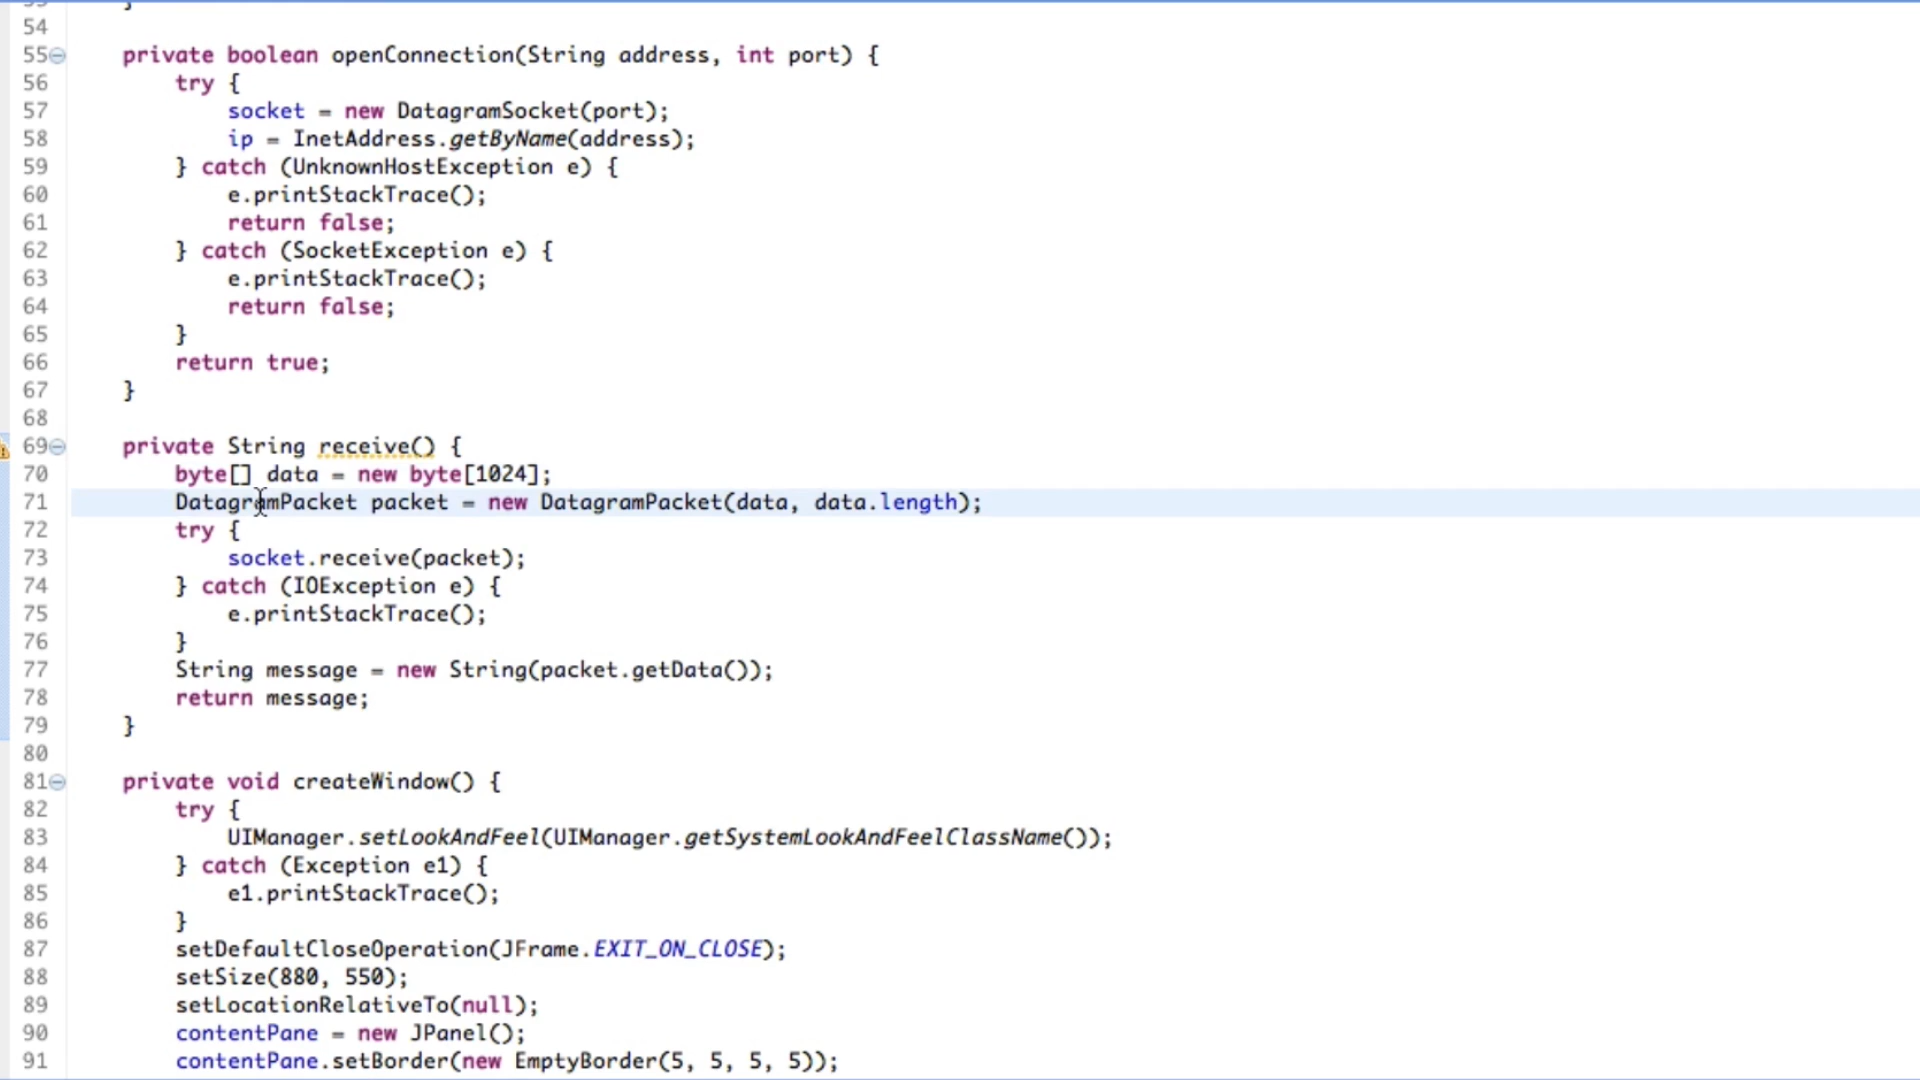 54
55 private boolean openConnection(String address, int port) {
56 try {
57 socket = new DatagramSocket(port);
58 ip = InetAddress.getByName(address);
59 } catch (UnknownHostException e) {
60 e.printStackTrace();
61 return false;
62 } catch (SocketException e) {
63 e.printStackTrace();
64 return false;
65 }
66 return true;
67 }
68
69 private String receive() {
70 byte[] data = new byte[1024];
71 DatagramPacket packet = new DatagramPacket(data, data.length);
72 try {
73 socket.receive(packet);
74 } catch (IOException e) {
75 e.printStackTrace();
76 }
77 String message = new String(packet.getData());
78 return message;
79 }
80
81 private void createWindow() {
82 try {
83 UIManager.setLookAndFeel(UIManager.getSystemLookAndFeelClassName());
84 } catch (Exception e1) {
85 e1.printStackTrace();
86 }
87 setDefaultCloseOperation(JFrame.EXIT_ON_CLOSE);
88 setSize(880, 550);
89 setLocationRelativeTo(null);
90 contentPane = new JPanel();
91 contentPane.setBorder(new EmptyBorder(5, 5, 5, 5));